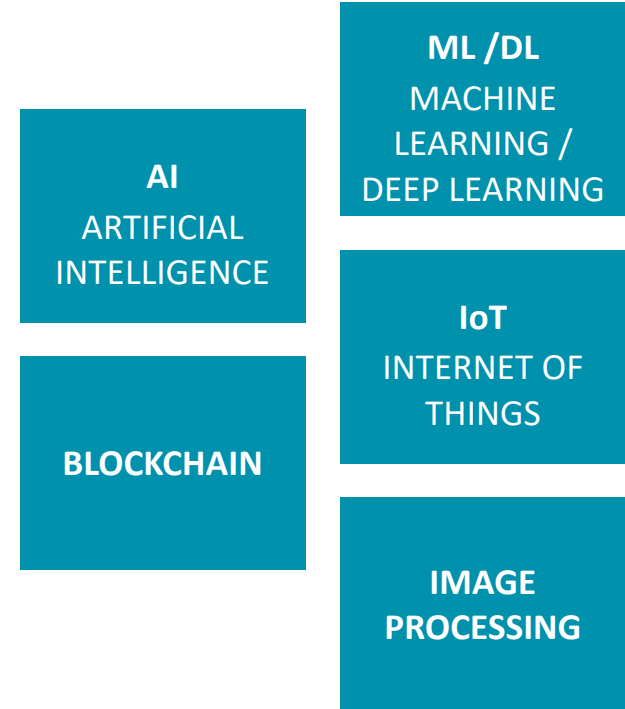 AI
ARTIFICIAL
INTELLIGENCE
BLOCKCHAIN
ML /DL
MACHINE
LEARNING /
DEEP LEARNING
IoT
INTERNET OF
THINGS
IMAGE
PROCESSING